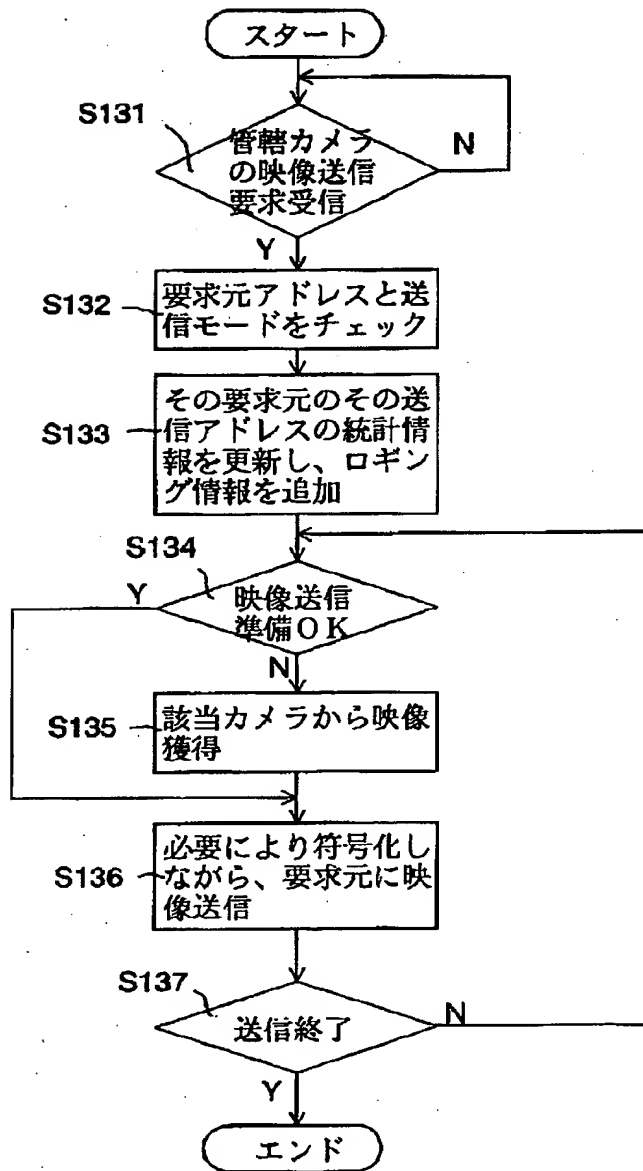 スタート
S131
管轄カメラ
の映像送信
要求受信
N
Y
S132
要求元アドレスと送
信モードをチェック
S133
その要求元のその送
信アドレスの統計情
報を更新し、ロギン
グ情報を追加
S134
Y
映像送信
準備OK
N
S135
該当カメラから映像
獲得
S136
必要により符号化し
ながら、要求元に映
像送信
S137
送信終了
N
Y
エンド